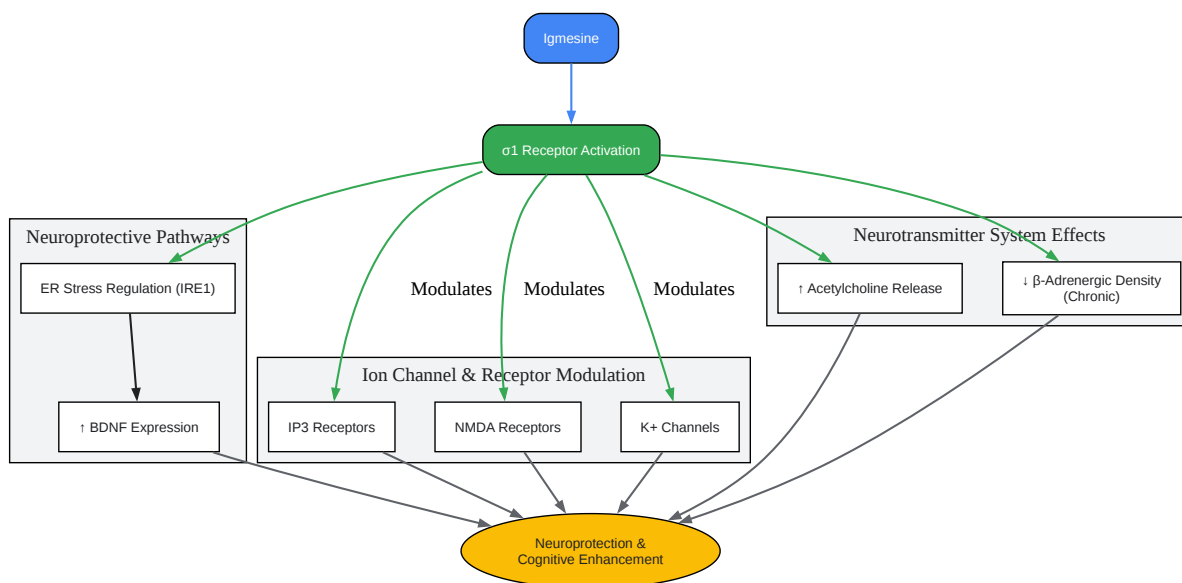 Igmesine
σ1 Receptor Activation
Neuroprotective Pathways
Neurotransmitter System Effects
ER Stress Regulation (IRE1)
↑ Acetylcholine Release
↓ β-Adrenergic Density
(Chronic)
Modulates
Modulates
Modulates
Ion Channel & Receptor Modulation
↑ BDNF Expression
IP3 Receptors
NMDA Receptors
K+ Channels
Neuroprotection &
Cognitive Enhancement